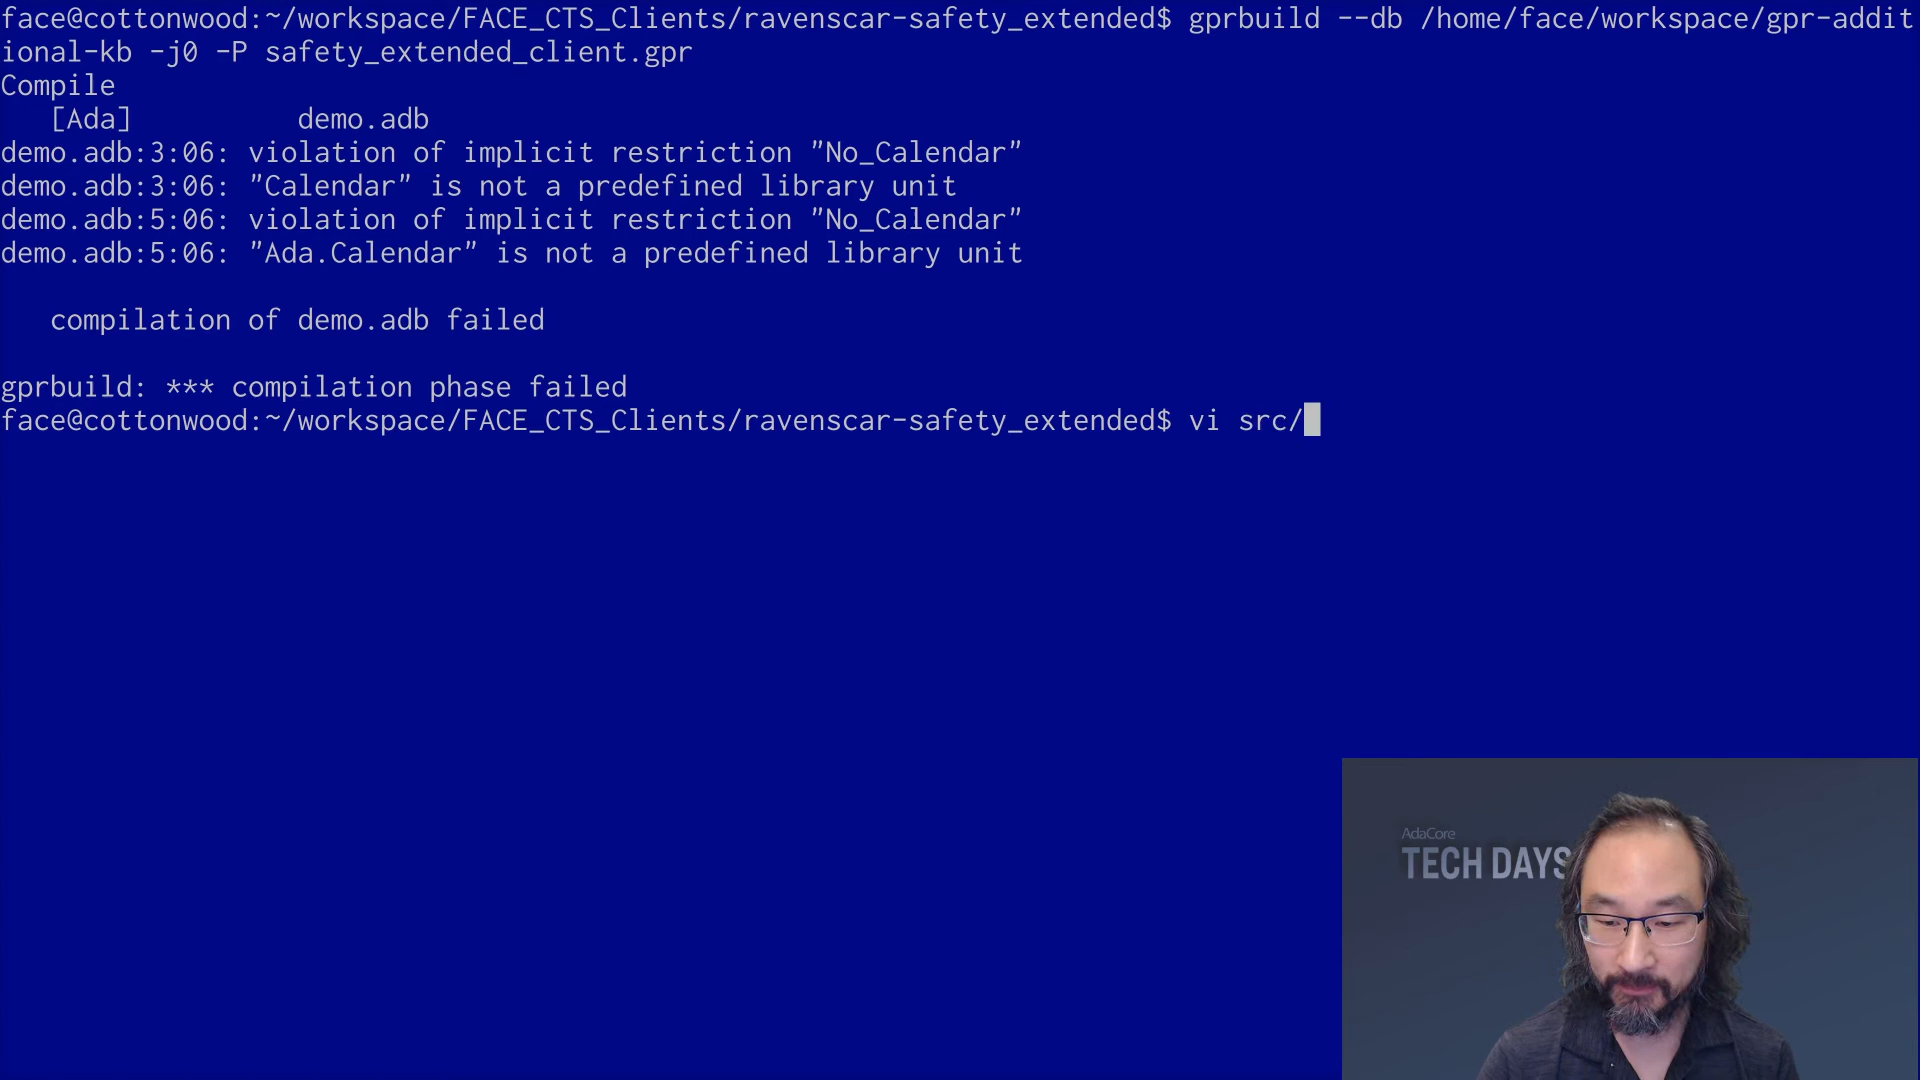 face@cottonwood:~/workspace/FACE_CTS_Clients/ravenscar-safety_extended$ gprbuild --db /home/face/workspace/gpr-addit
ional-kb -j0 -P safety_extended_client.gpr
Compile
   [Ada]          demo.adb
demo.adb:3:06: violation of implicit restriction "No_Calendar"
demo.adb:3:06: "Calendar" is not a predefined library unit
demo.adb:5:06: violation of implicit restriction "No_Calendar"
demo.adb:5:06: "Ada.Calendar" is not a predefined library unit
   compilation of demo.adb failed
gprbuild: *** compilation phase failed
face@cottonwood:~/workspace/FACE_CTS_Clients/ravenscar-safety_extended$ vi src/
AdaCore
TECH DAYS